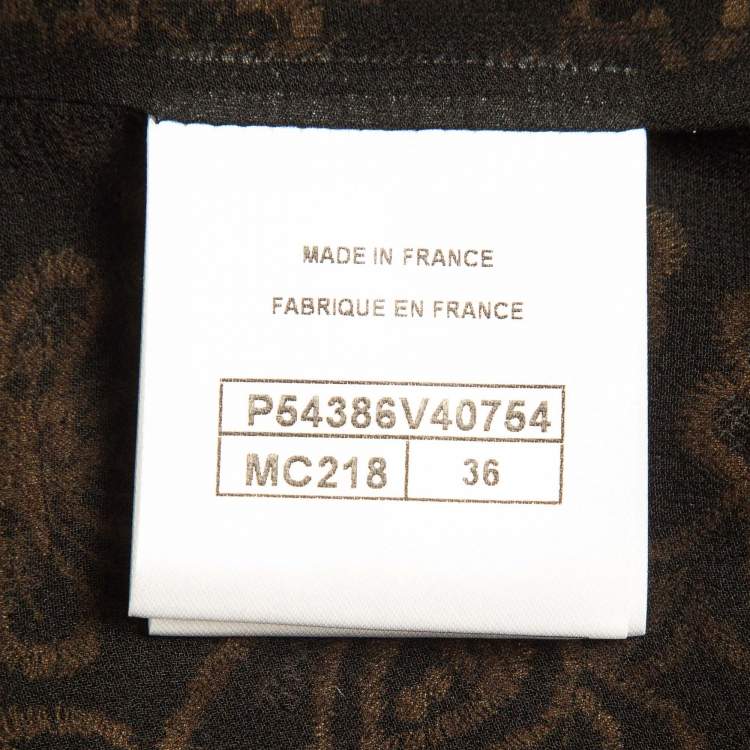 MADE IN FRANCE
FABRIQUE EN FRANCE
P54386V40754
MC218 36